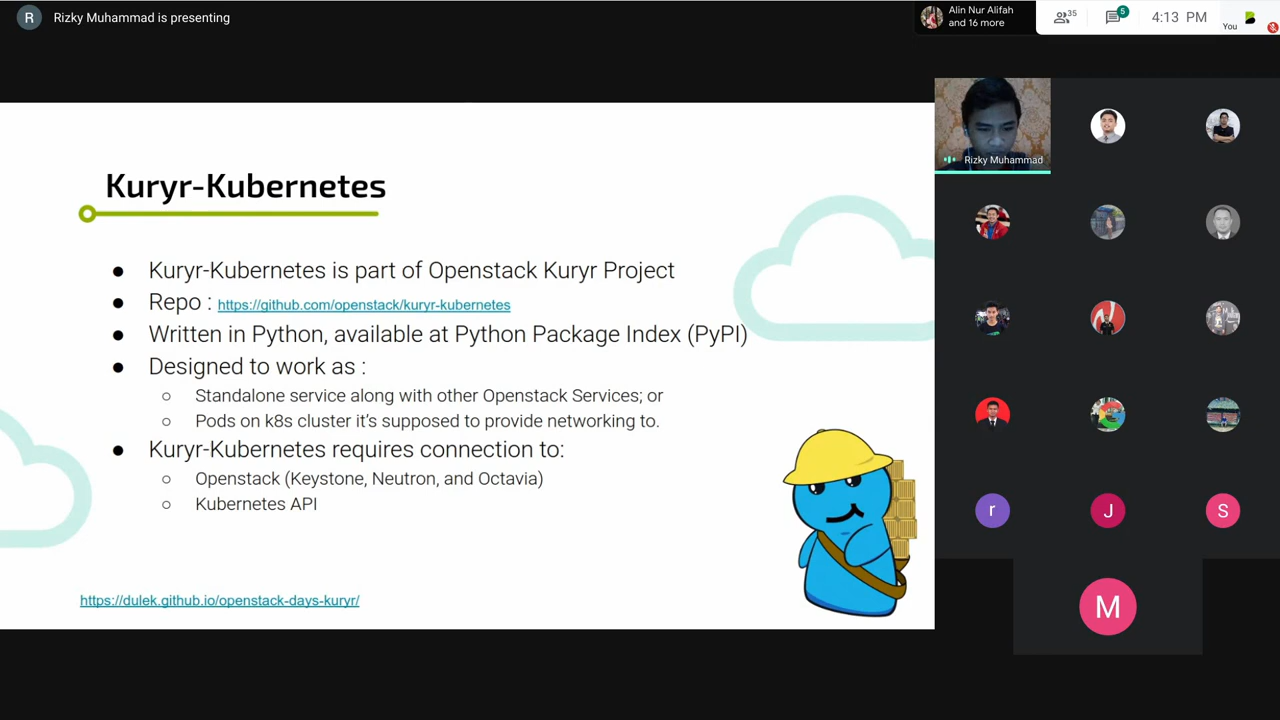 R
Rizky Muhammad is presenting
Alin Nur Alifah
and 16 more
35
5
4:13 PM
You
Kuryr-Kubernetes
● Kuryr-Kubernetes is part of Openstack Kuryr Project
● Repo : https://github.com/openstack/kuryr-kubernetes
● Written in Python, available at Python Package Index (PyPI)
● Designed to work as :
○ Standalone service along with other Openstack Services; or
○ Pods on k8s cluster it's supposed to provide networking to.
● Kuryr-Kubernetes requires connection to:
○ Openstack (Keystone, Neutron, and Octavia)
○ Kubernetes API
https://dulek.github.io/openstack-days-kuryr/
Rizky Muhammad
r
J
S
M